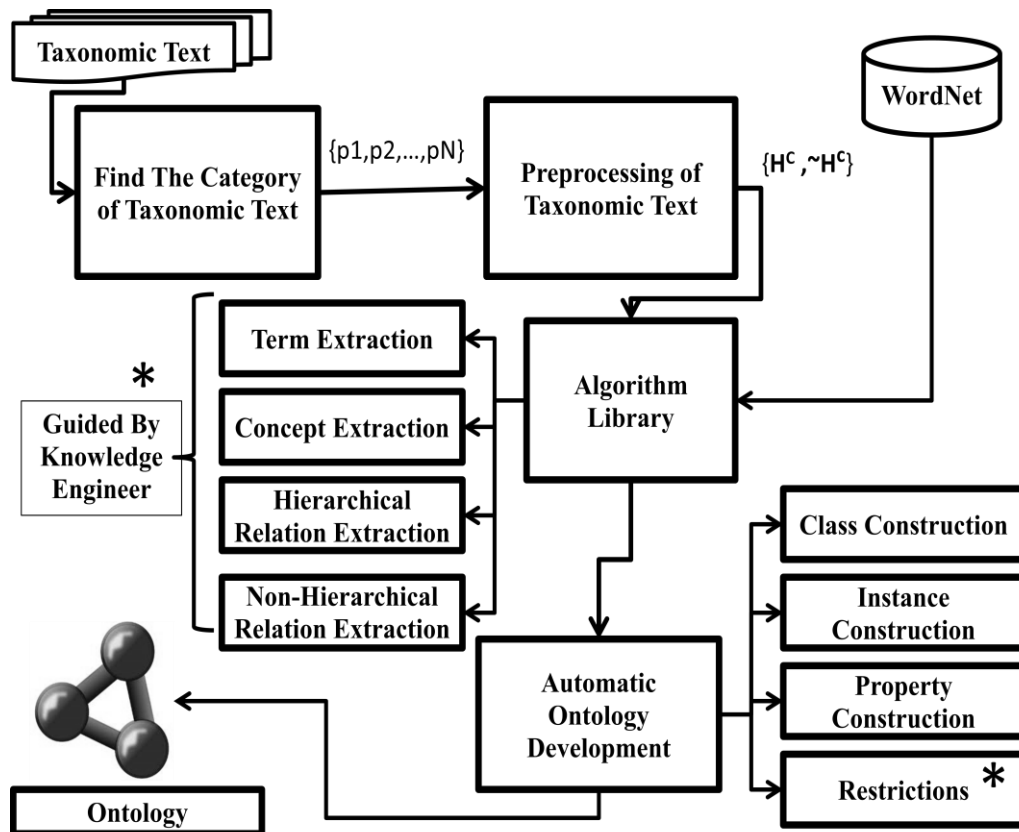 Taxonomic Text
WordNet
Find The Category
of Taxonomic Text
{p1,p2,...,pN}
Preprocessing of
Taxonomic Text
{Hᶜ ,~Hᶜ}
Term Extraction
Concept Extraction
Hierarchical
Relation Extraction
Non-Hierarchical
Relation Extraction
*
Guided By
Knowledge
Engineer
Algorithm
Library
Automatic
Ontology
Development
Class Construction
Instance
Construction
Property
Construction
Restrictions *
Ontology